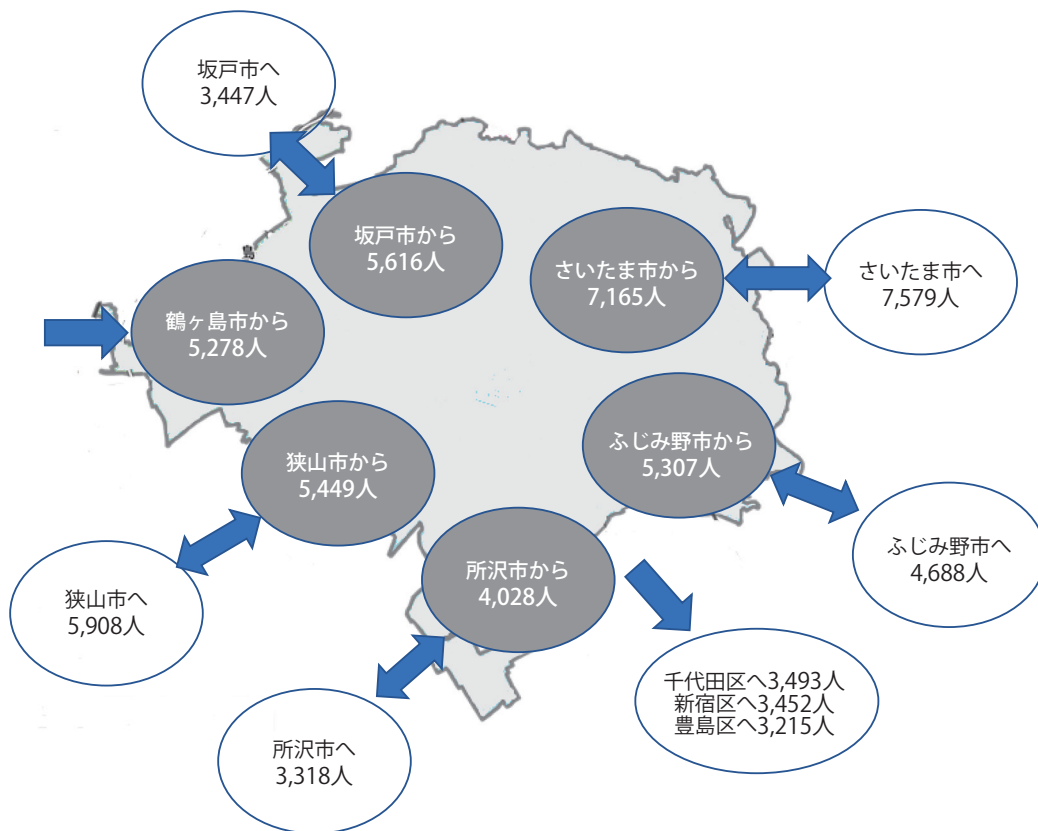 坂戸市へ
3,447人
坂戸市から
5,616人
さいたま市から
7,165人
さいたま市へ
7,579人
島
鶴ヶ島市から
5,278人
狭山市から
5,449人
ふじみ野市から
5,307人
ふじみ野市へ
4,688人
所沢市から
4,028人
狭山市へ
5,908人
千代田区へ3,493人
新宿区へ3,452人
豊島区へ3,215人
所沢市へ
3,318人